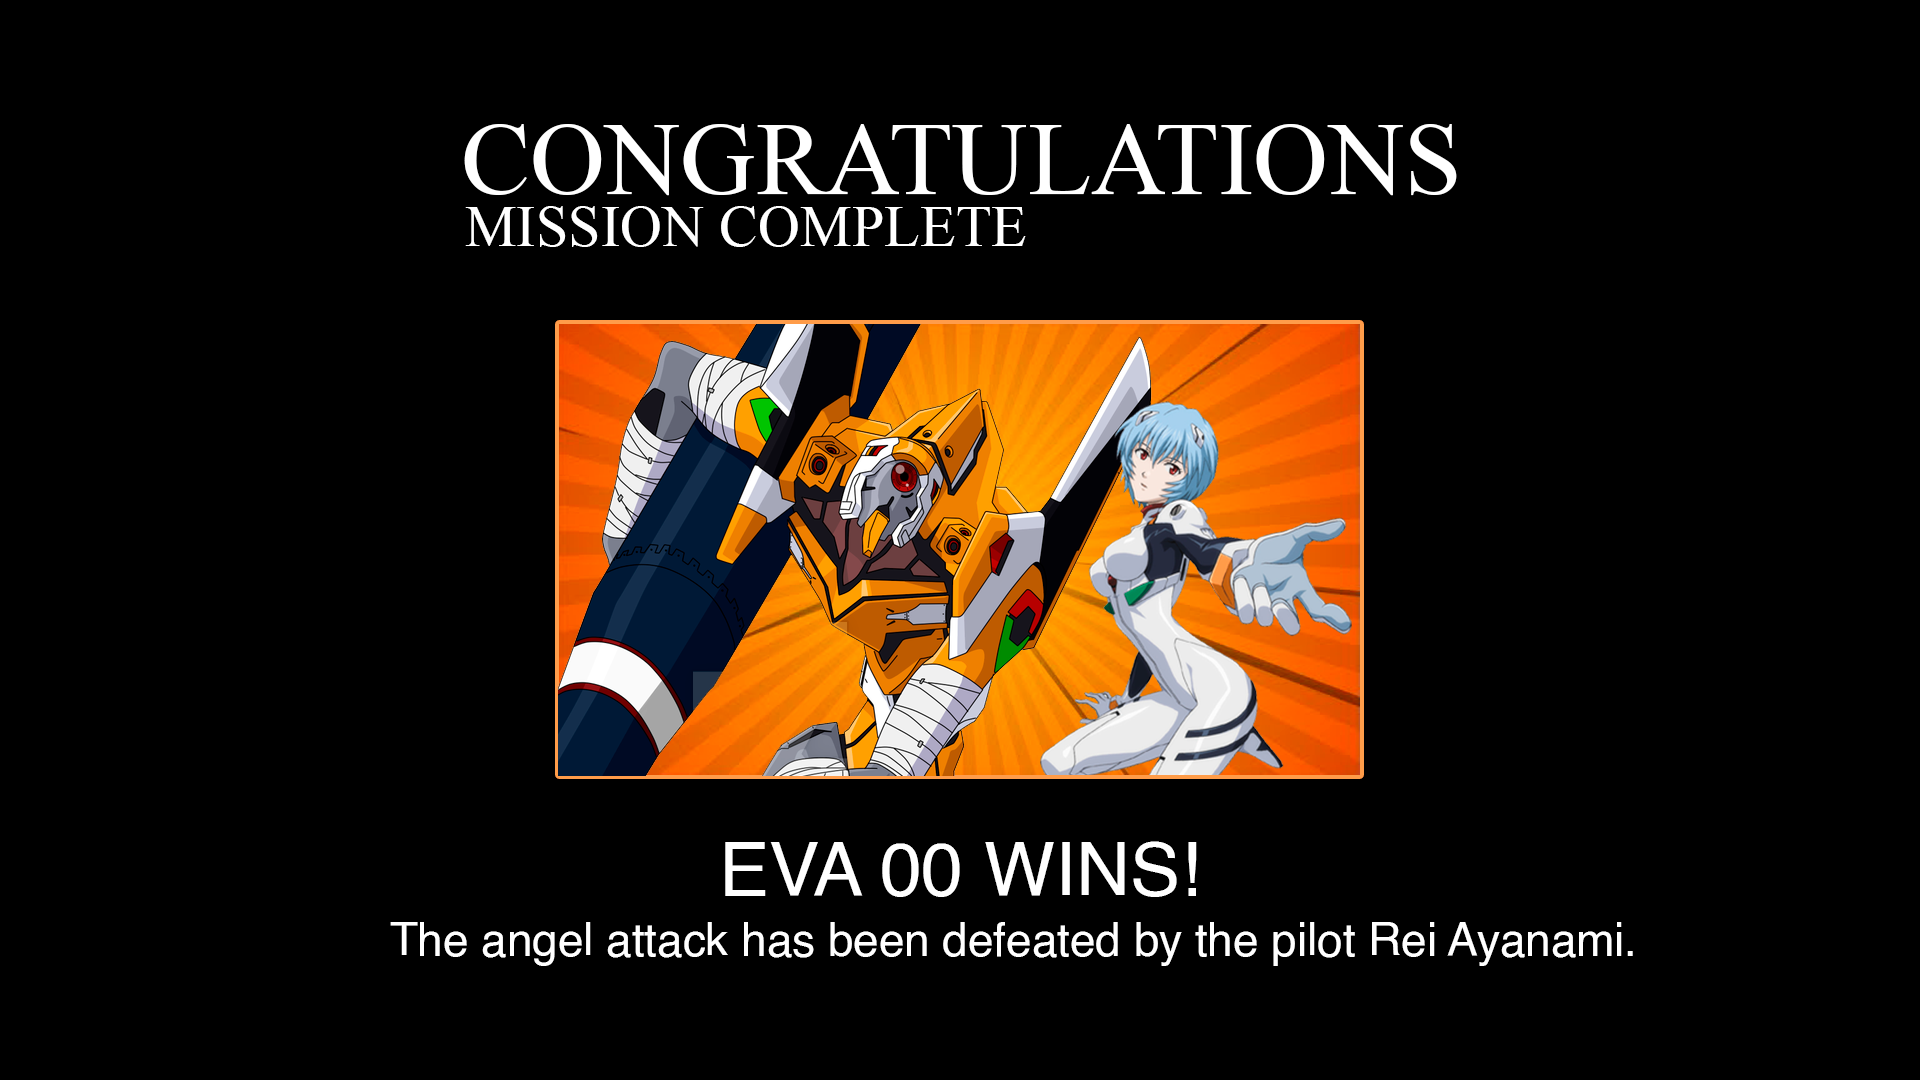 CONGRATULATIONS
MISSION COMPLETE
EVA 00 WINS!
The angel attack has been defeated by the pilot Rei Ayanami.